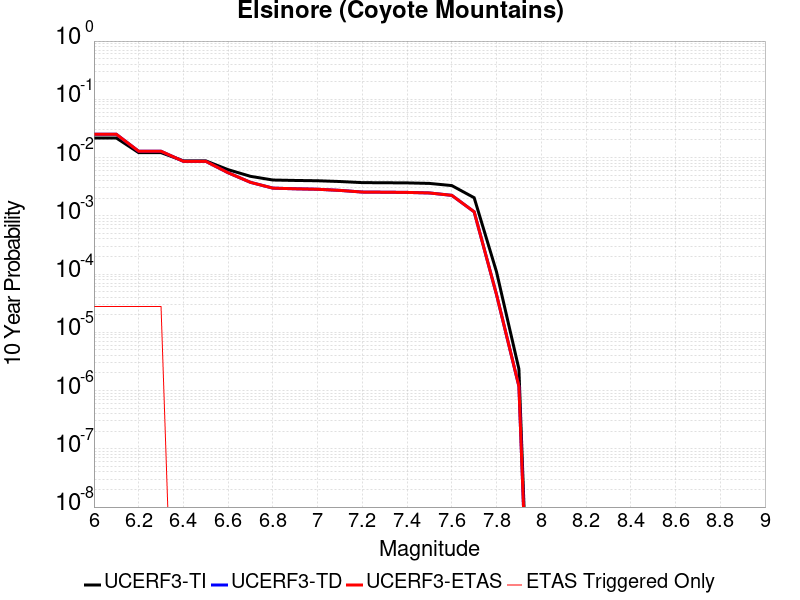 Elsinore (Coyote Mountains)
10^0
10^-1
10^-2
10^-3
10^-4
10^-5
10^-6
10^-7
10^-8
10 Year Probability
6 6.2 6.4 6.6 6.8 7 7.2 7.4 7.6 7.8 8 8.2 8.4 8.6 8.8 9
Magnitude
UCERF3-TI UCERF3-TD UCERF3-ETAS ETAS Triggered Only